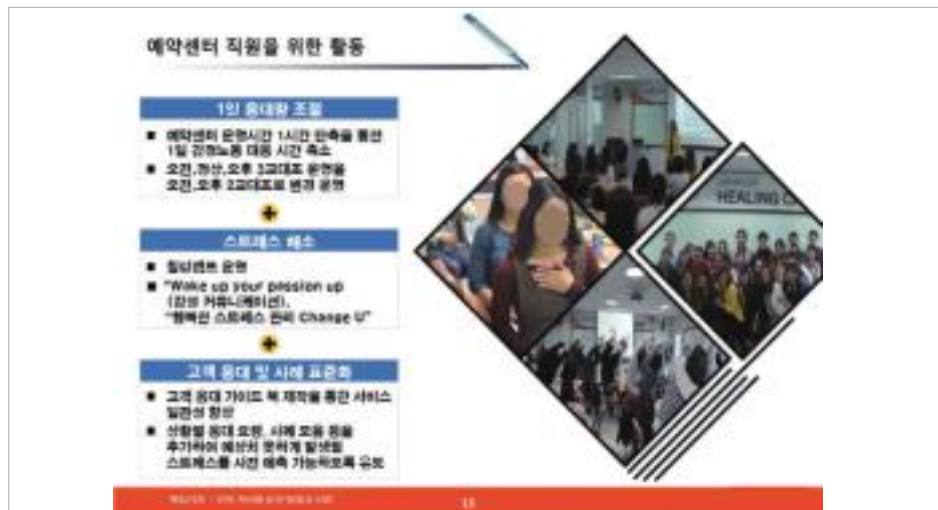 예약센터 직원을 위한 활동
1일 응대량 조절
예약센터 운영시간 1시간 단축을 통한
1일 감정노동 대응 시간 축소
오전,정상,오후 3교대조 운영을
오전,오후 2교대조로 변경 운영
스트레스 해소
힐링캠프 운영
"Wake up your passion up
(감성 커뮤니케이션),
"행복한 스트레스 관리 Change U"
고객 응대 및 사례 표준화
고객 응대 가이드 북 제작을 통한 서비스
일관성 향상
상황별 응대 요령, 사례 모음 등을
추가하여 예상치 못하게 발생될
스트레스를 사전 예측 가능하도록 유도
HEALING C